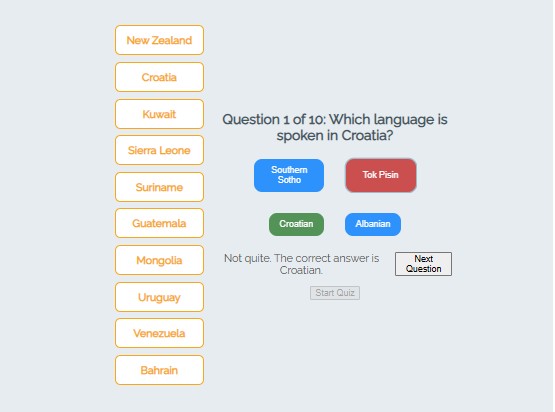 New Zealand
Croatia
Kuwait
Sierra Leone
Suriname
Guatemala
Mongolia
Uruguay
Venezuela
Bahrain
Question 1 of 10: Which language is
spoken in Croatia?
Southern
Sotho
Tok Pisin
Croatian
Albanian
Not quite. The correct answer is
Croatian.
Next
Question
Start Quiz